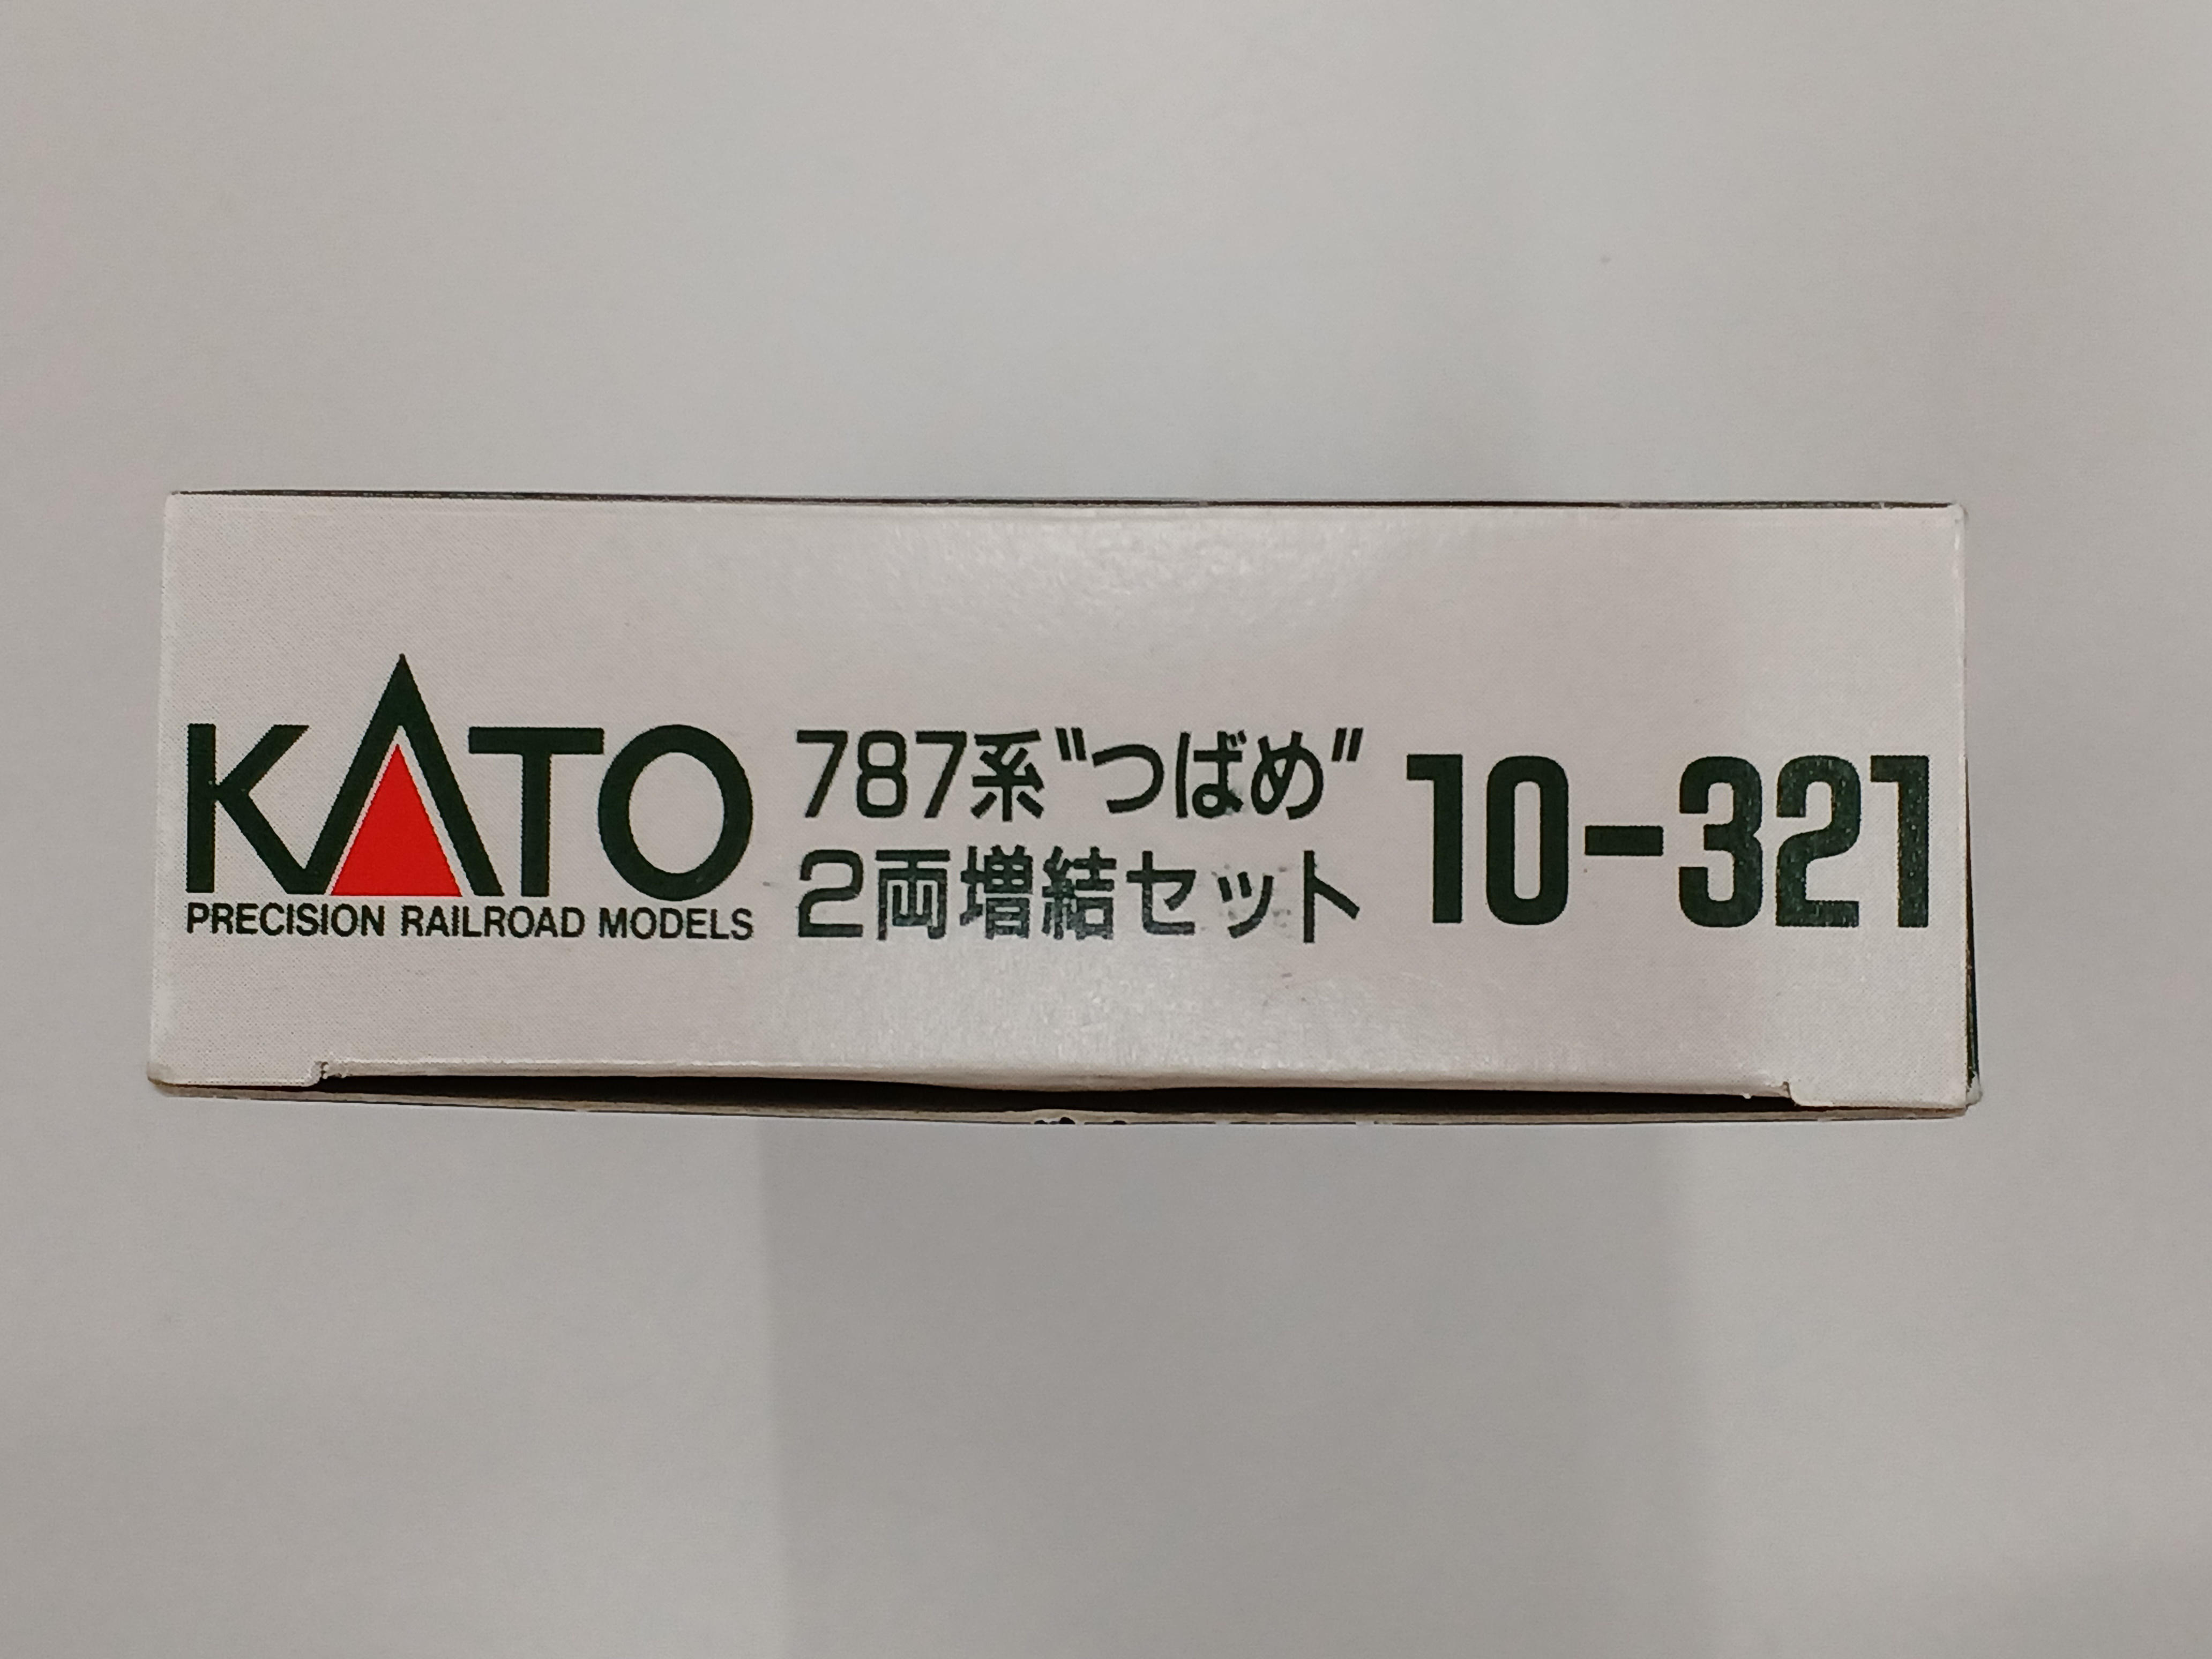 KATO
PRECISION RAILROAD MODELS
787系"つばめ"
2両増結セット
10-321